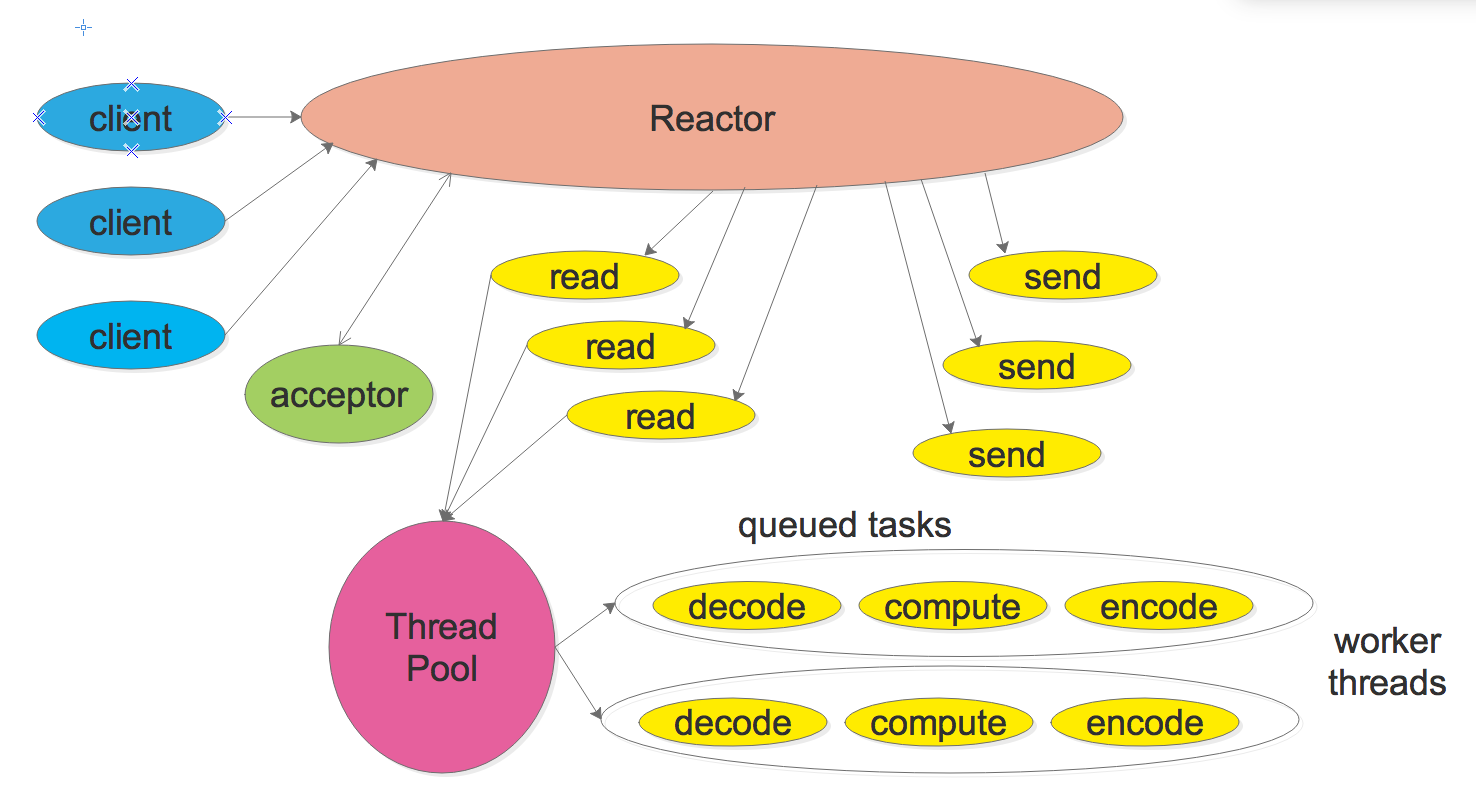 client
Reactor
client
client
acceptor
read
read
read
send
send
send
queued tasks
Thread
Pool
decode
compute
encode
decode
compute
encode
worker
threads